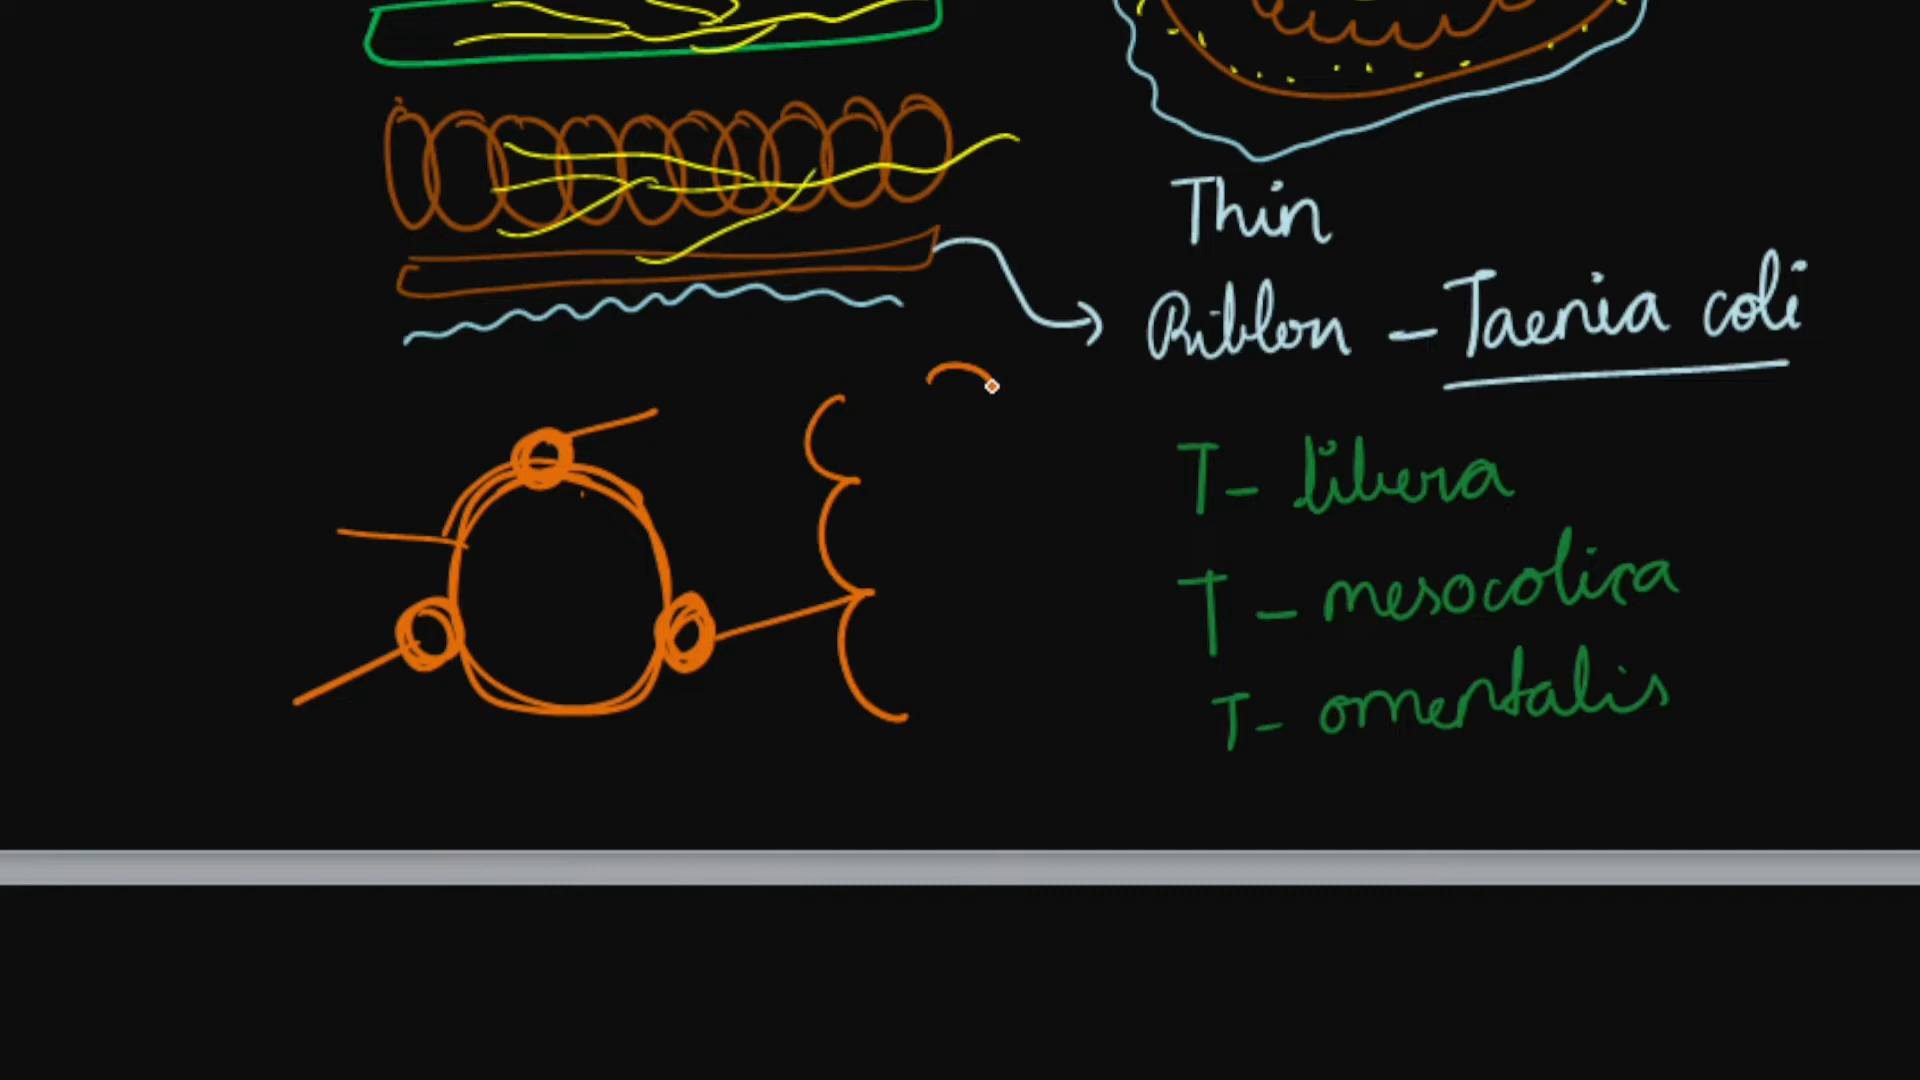 Thin
Ribbon - Taenia coli
T- libera
T - mesocolica
T- omentalis